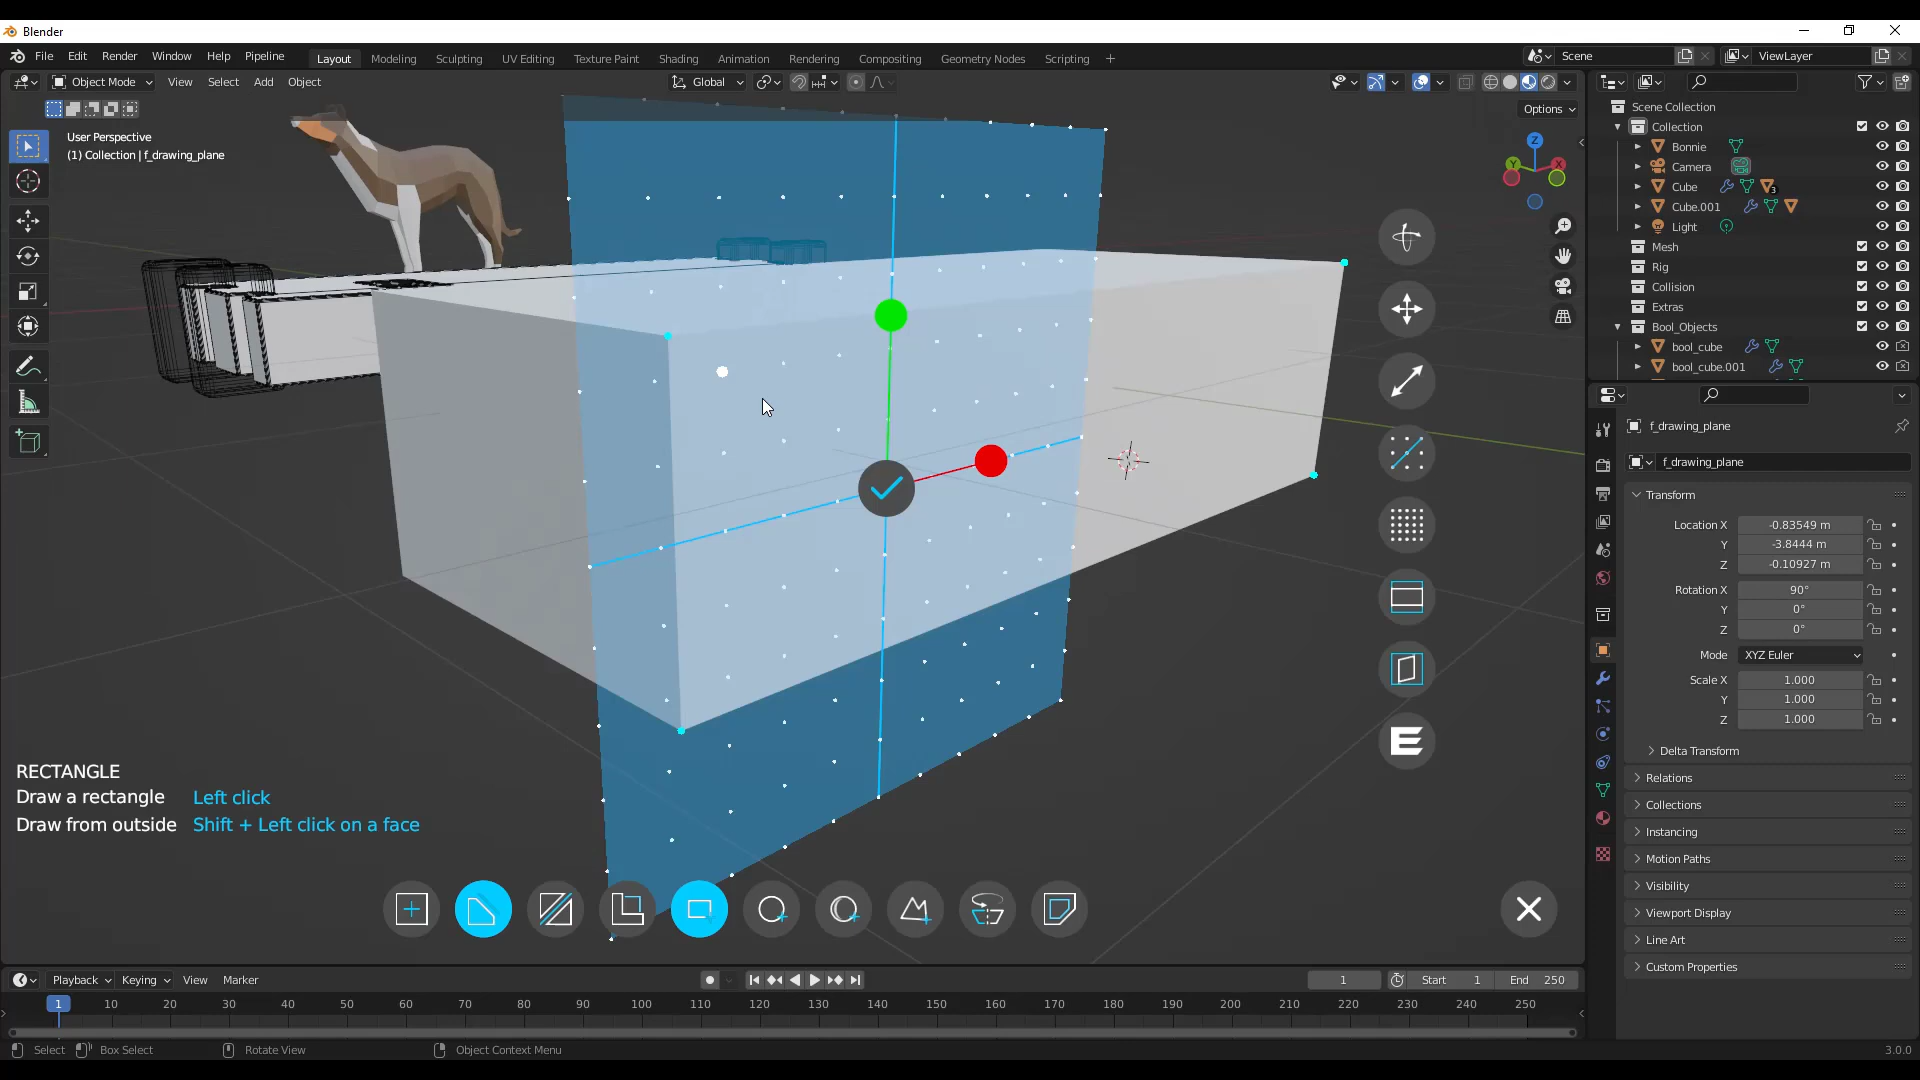 Blender
File Edit Render Window Help Pipeline
Layout Modeling Sculpting UV Editing Texture Paint Shading Animation Rendering Compositing Geometry Nodes Scripting +
Scene
ViewLayer
Object Mode View Select Add Object
Global
Options
User Perspective
(1) Collection | f_drawing_plane
Z
Y
X
RECTANGLE
Draw a rectangle Left click
Draw from outside Shift + Left click on a face
Scene Collection
Collection
Bonnie
Camera
Cube
3
Cube.001
Light
Mesh
Rig
Collision
Extras
Bool_Objects
bool_cube
bool_cube.001
f_drawing_plane
f_drawing_plane
Transform
Location X -0.83549 m
Y -3.8444 m
Z -0.10927 m
Rotation X 90°
Y 0°
Z 0°
Mode XYZ Euler
Scale X 1.000
Y 1.000
Z 1.000
Delta Transform
Relations
Collections
Instancing
Motion Paths
Visibility
Viewport Display
Line Art
Custom Properties
Playback Keying View Marker
1 Start 1 End 250
1 10 20 30 40 50 60 70 80 90 100 110 120 130 140 150 160 170 180 190 200 210 220 230 240 250
Select Box Select Rotate View Object Context Menu
3.0.0